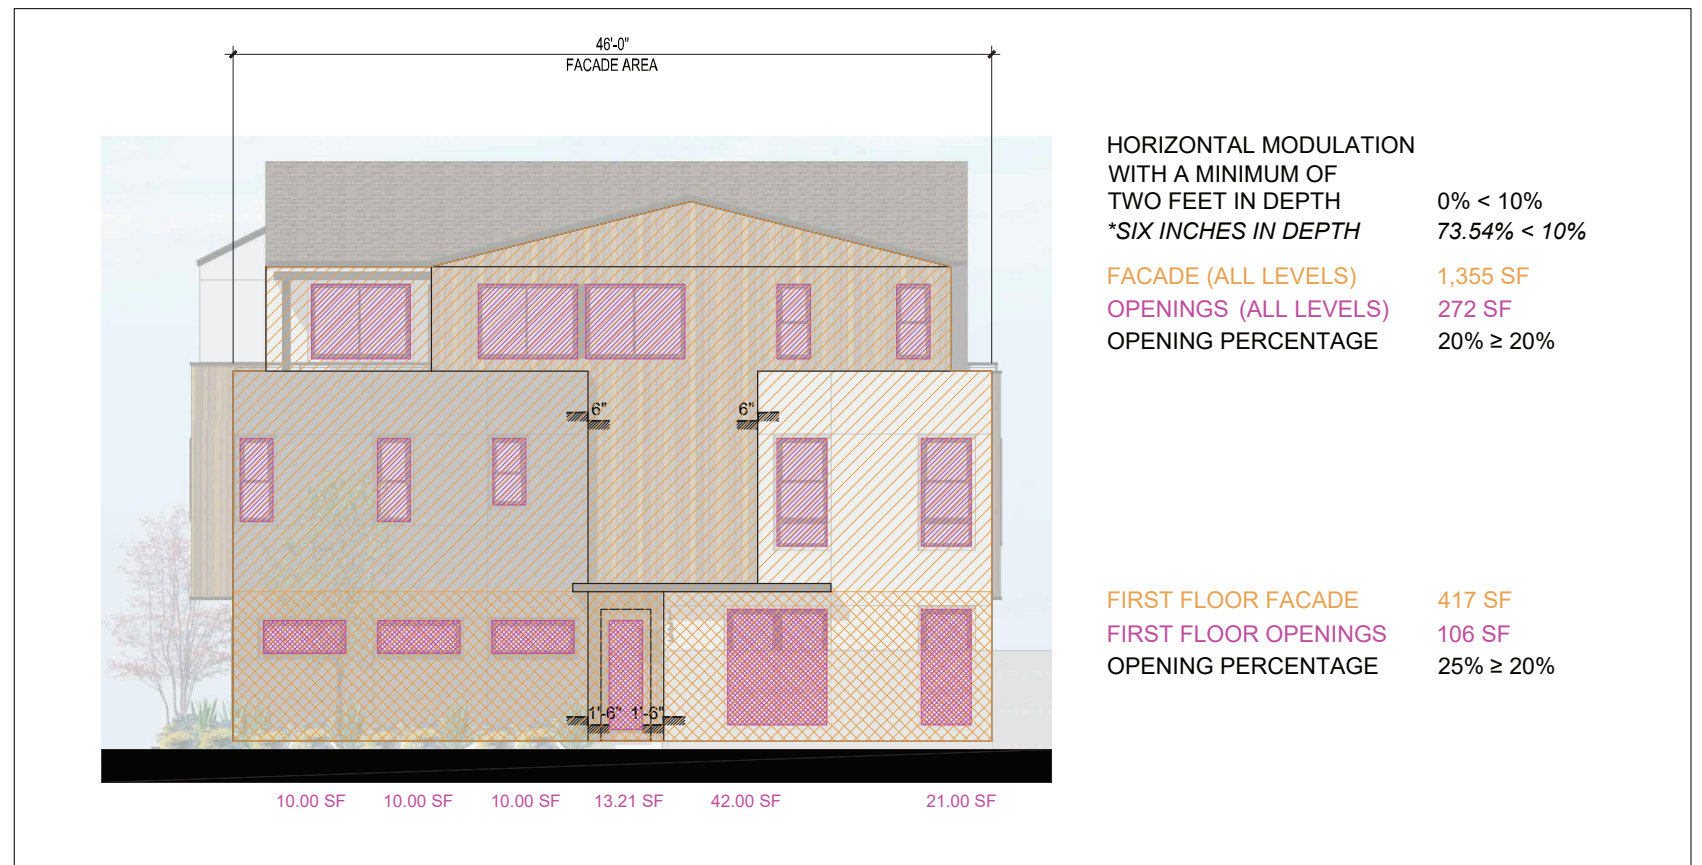 46'-0"
FACADE AREA
HORIZONTAL MODULATION
WITH A MINIMUM OF
TWO FEET IN DEPTH 0% < 10%
*SIX INCHES IN DEPTH 73.54% < 10%
FACADE (ALL LEVELS) 1,355 SF
OPENINGS (ALL LEVELS) 272 SF
OPENING PERCENTAGE 20% ≥ 20%
6" 6"
FIRST FLOOR FACADE 417 SF
FIRST FLOOR OPENINGS 106 SF
OPENING PERCENTAGE 25% ≥ 20%
1'-6" 1'-6"
10.00 SF 10.00 SF 10.00 SF 13.21 SF 42.00 SF 21.00 SF